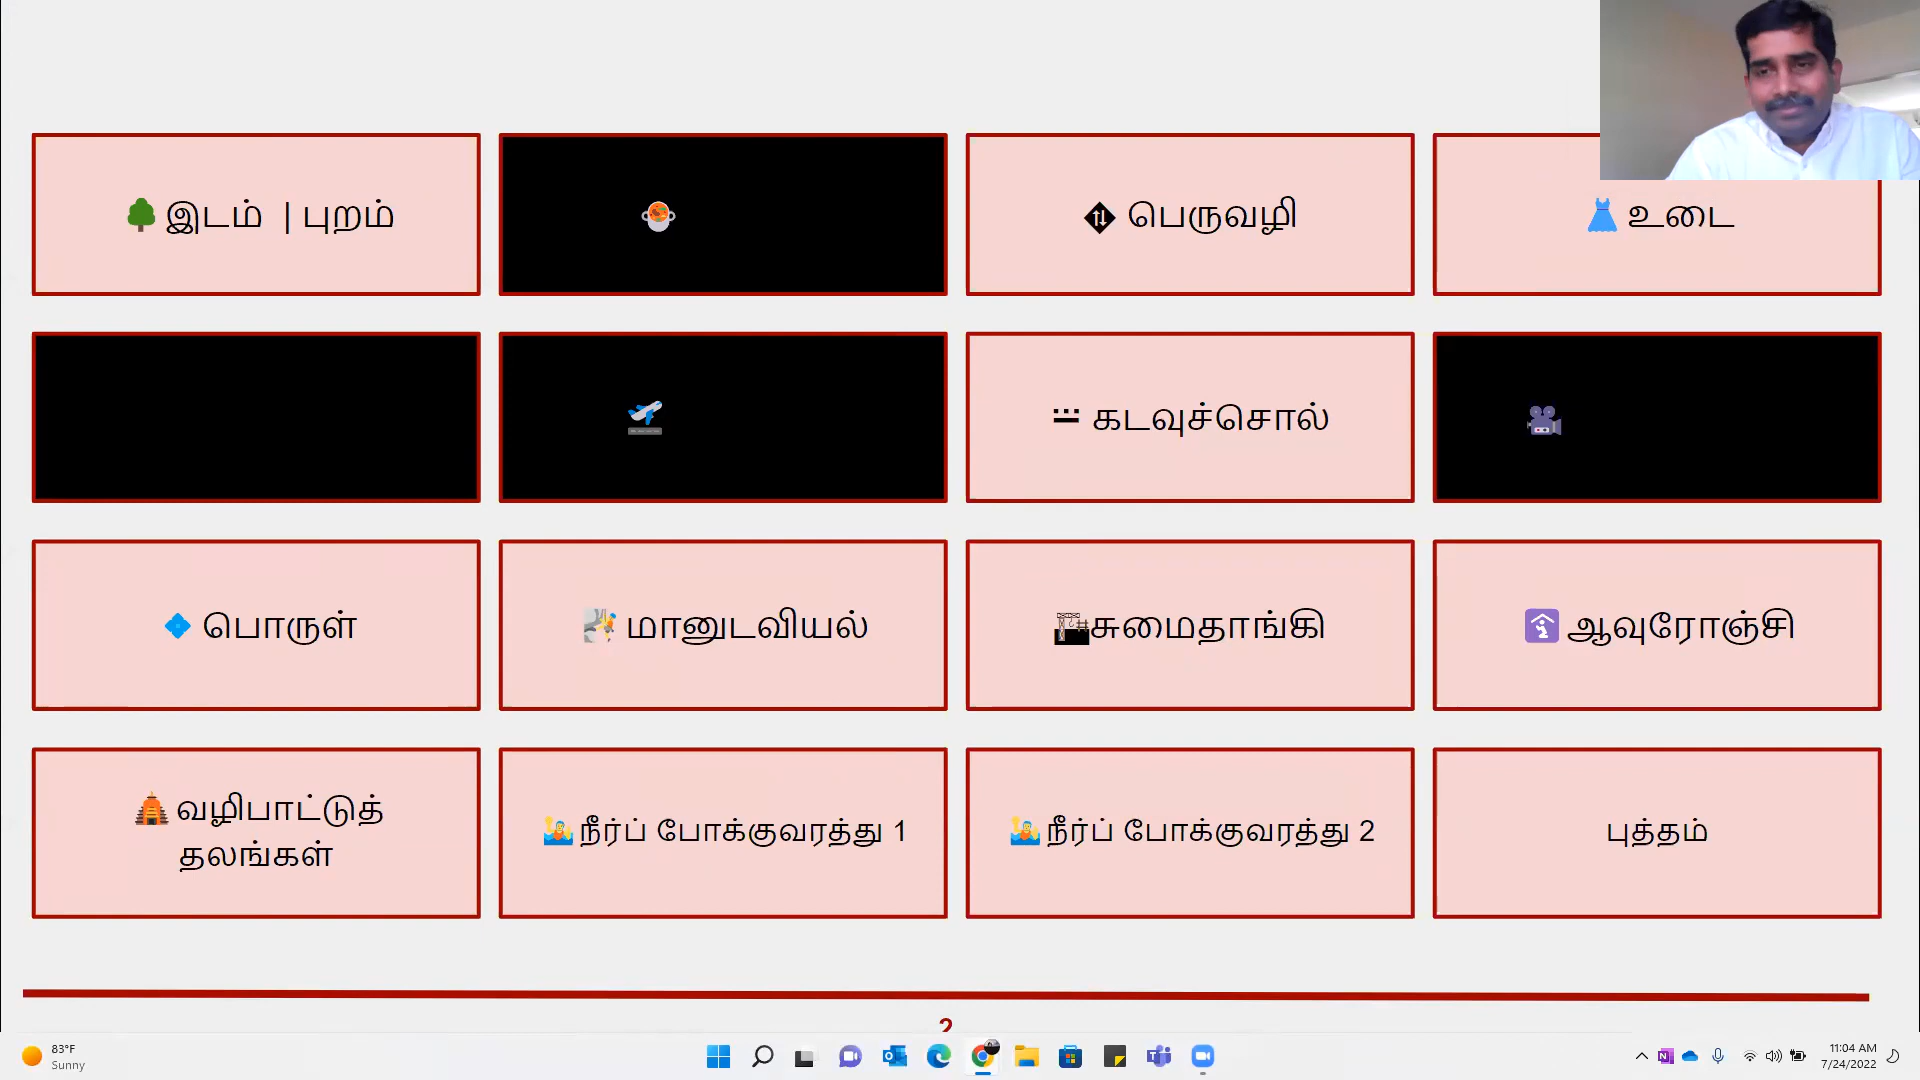 இடம் | புறம்
பெருவழி
உடை
கடவுச்சொல்
பொருள்
மானுடவியல்
சுமைதாங்கி
ஆவுரோஞ்சி
வழிபாட்டுத்
தலங்கள்
நீர்ப் போக்குவரத்து 1
நீர்ப் போக்குவரத்து 2
புத்தம்
2
83°F
Sunny
11:04 AM
7/24/2022